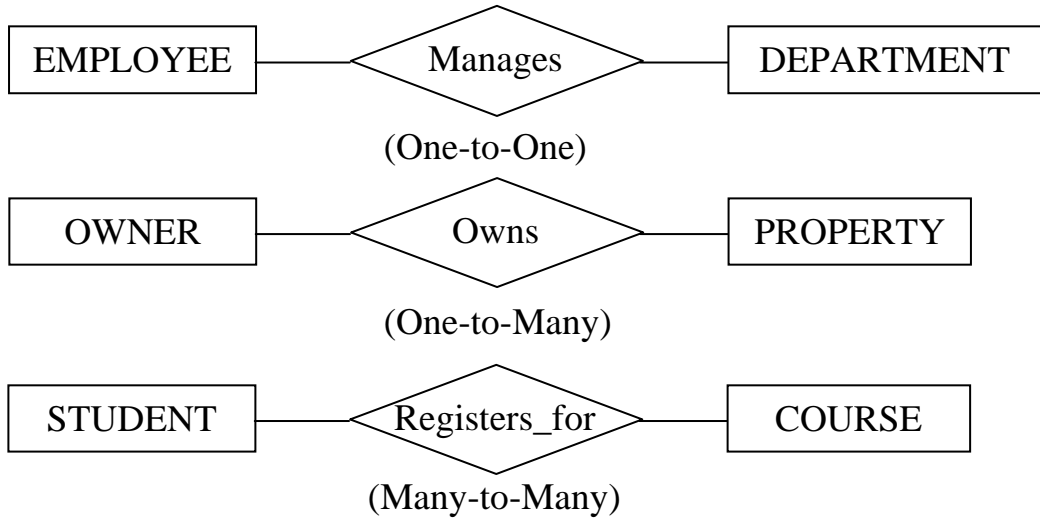 EMPLOYEE Manages DEPARTMENT
(One-to-One)
OWNER Owns PROPERTY
(One-to-Many)
STUDENT Registers_for COURSE
(Many-to-Many)